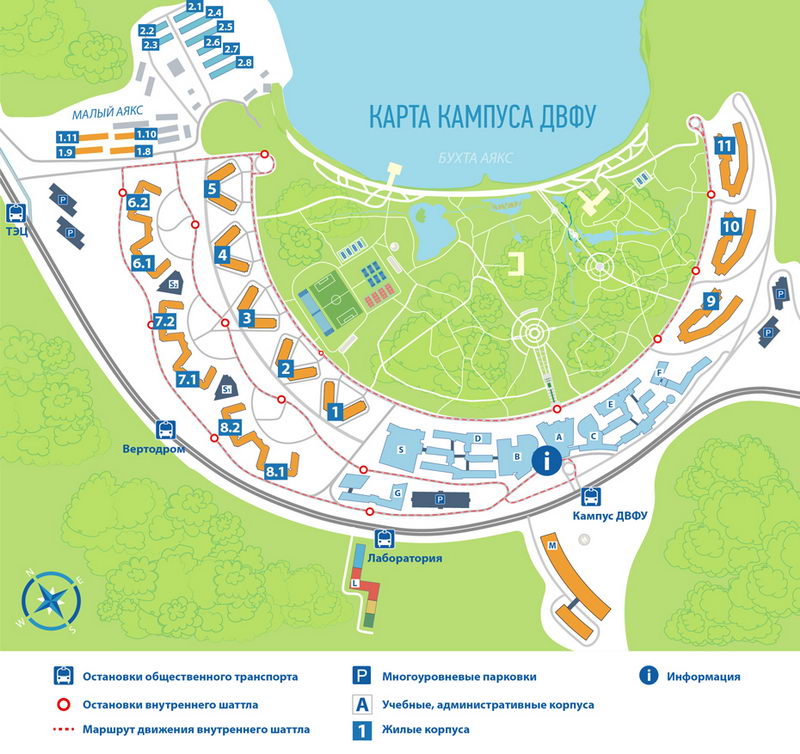 2.1
2.4
2.2
2.5
2.3
2.6
2.7
2.8
КАРТА КАМПУСА ДВФУ
МАЛЫЙ АЯКС
1.11
1.10
1.9
1.8
БУХТА АЯКС
11
5
6.2
P
ТЭЦ
P
10
4
6.1
S₂
9
P
3
7.2
P
2
7.1
S₁
F
1
8.2
E
D
A
C
Вертодром
S
B
i
8.1
G
P
Кампус ДВФУ
M
Лаборатория
L
N
E
W
S
Остановки общественного транспорта
P Многоуровневые парковки
i Информация
Остановки внутреннего шаттла
A Учебные, административные корпуса
Маршрут движения внутреннего шаттла
1 Жилые корпуса